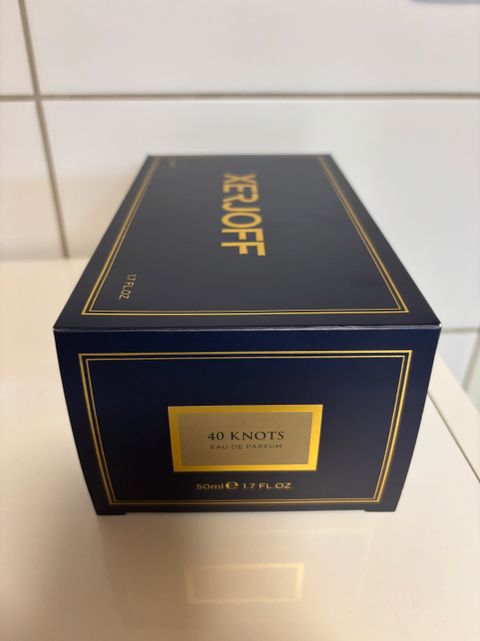 XERJOFF
1.7 FL.OZ.
40 KNOTS
EAU DE PARFUM
50ml ℮ 1.7 FL.OZ.